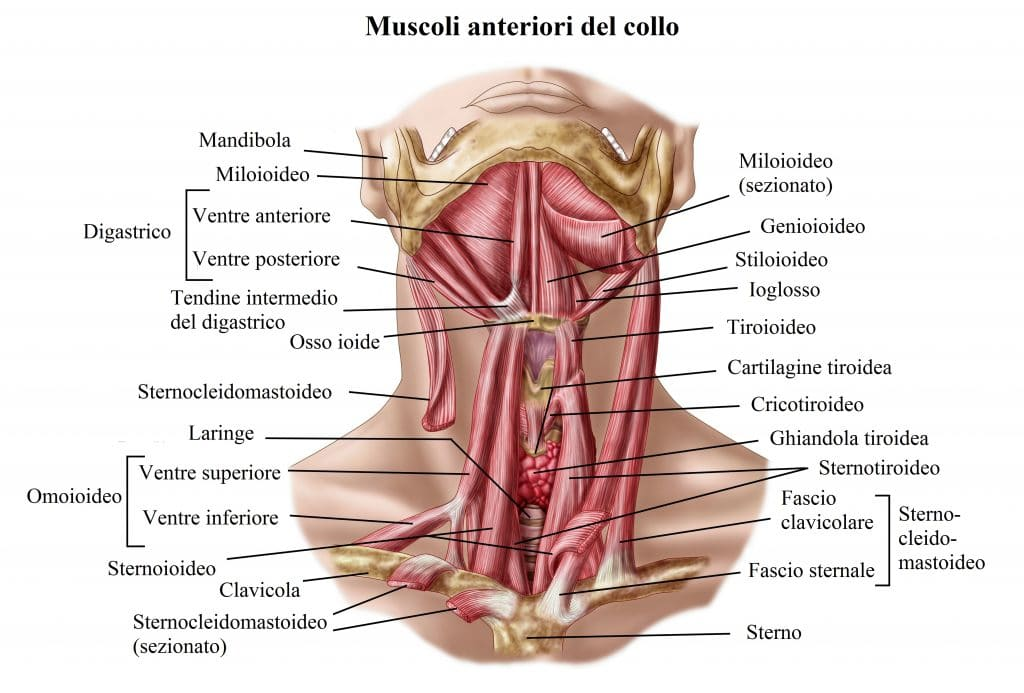 Muscoli anteriori del collo
Mandibola
Miloioideo
Digastrico
Ventre anteriore
Ventre posteriore
Tendine intermedio
del digastrico
Osso ioide
Sternocleidomastoideo
Laringe
Omoioideo
Ventre superiore
Ventre inferiore
Sternoioideo
Clavicola
Sternocleidomastoideo
(sezionato)
Miloioideo
(sezionato)
Genioioideo
Stiloioideo
Ioglosso
Tiroioideo
Cartilagine tiroidea
Cricotiroideo
Ghiandola tiroidea
Sternotiroideo
Fascio
clavicolare
Sterno-
cleido-
mastoideo
Fascio sternale
Sterno